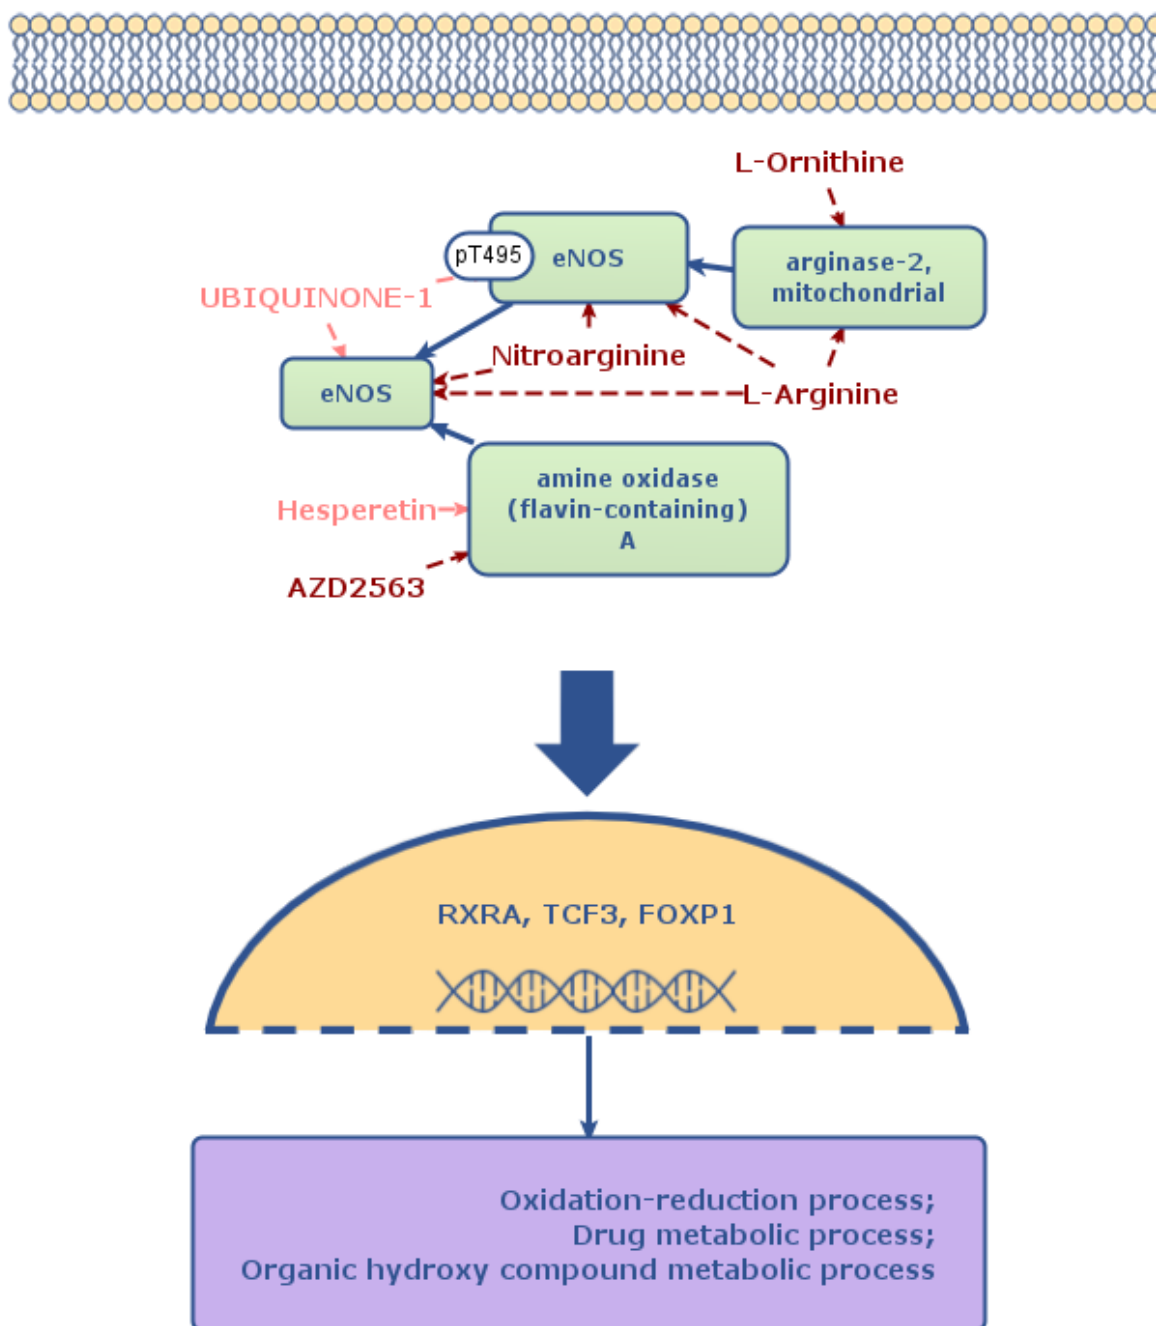 L-Ornithine
pT495
eNOS
arginase-2,
mitochondrial
UBIQUINONE-1
Nitroarginine
eNOS
L-Arginine
amine oxidase
(flavin-containing)
A
Hesperetin
AZD2563
RXRA, TCF3, FOXP1
Oxidation-reduction process;
Drug metabolic process;
Organic hydroxy compound metabolic process